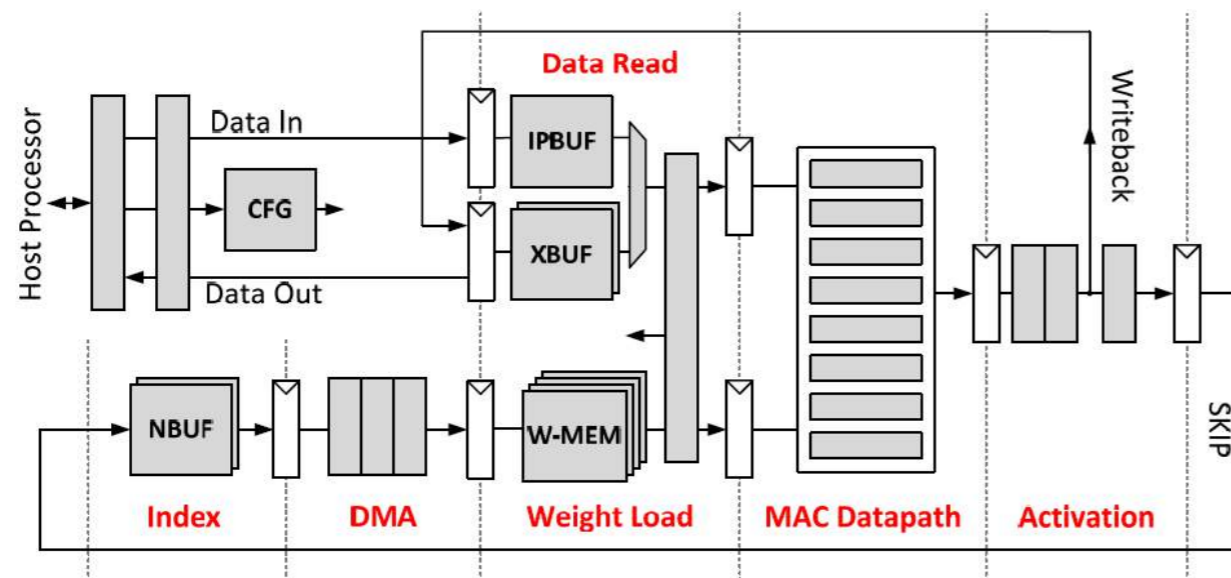 Data Read
Host Processor
Data In
IPBUF
CFG
XBUF
Data Out
Writeback
NBUF
W-MEM
SKIP
Index
DMA
Weight Load
MAC Datapath
Activation